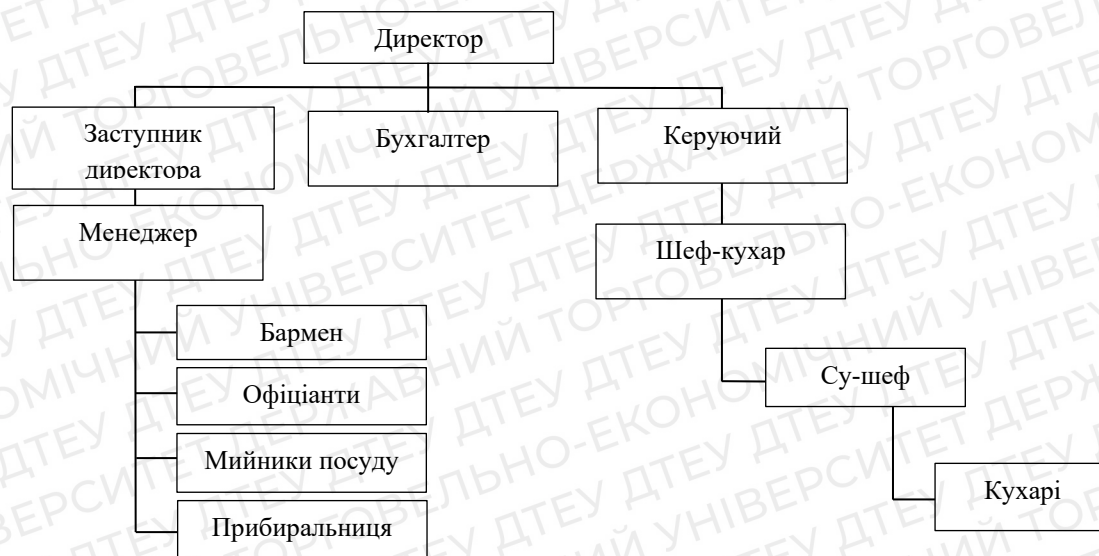 Директор
Заступник
директора
Бухгалтер
Керуючий
Менеджер
Шеф-кухар
Бармен
Офіціанти
Мийники посуду
Прибиральниця
Су-шеф
Кухарі